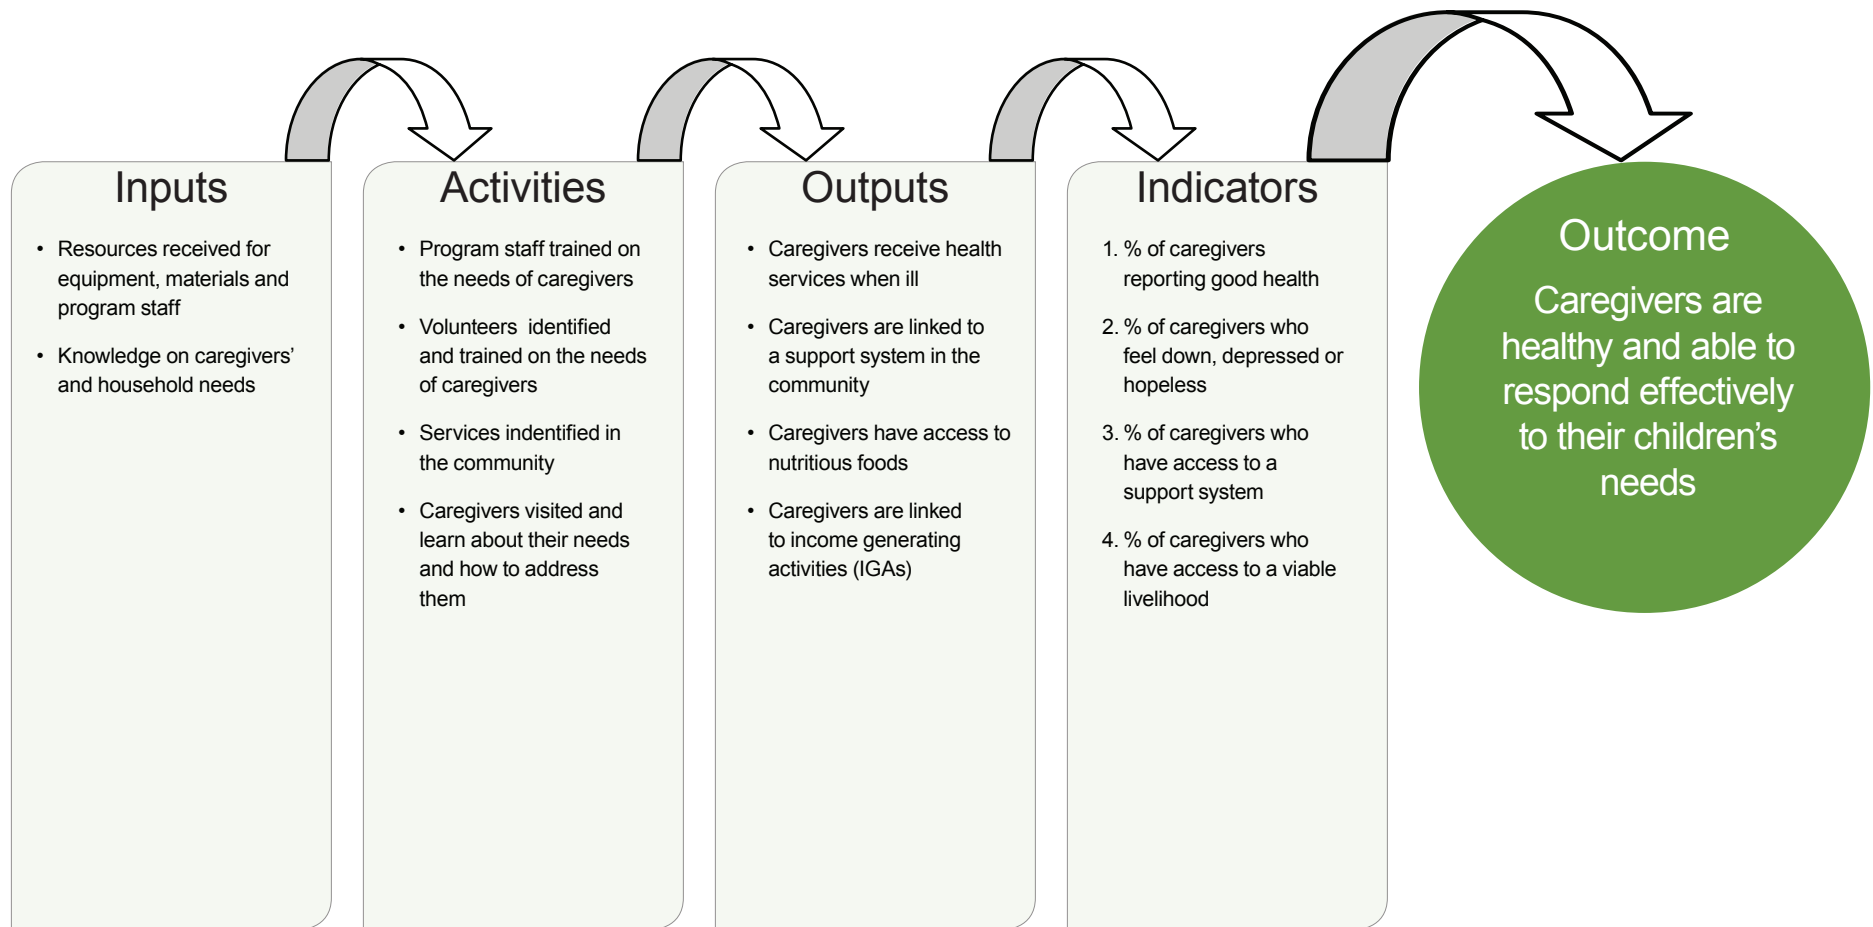 Inputs
• Resources received for
equipment, materials and
program staff
• Knowledge on caregivers’
and household needs
Activities
• Program staff trained on
the needs of caregivers
• Volunteers identified
and trained on the needs
of caregivers
• Services indentified in
the community
• Caregivers visited and
learn about their needs
and how to address
them
Outputs
• Caregivers receive health
services when ill
• Caregivers are linked to
a support system in the
community
• Caregivers have access to
nutritious foods
• Caregivers are linked
to income generating
activities (IGAs)
Indicators
1. % of caregivers
reporting good health
2. % of caregivers who
feel down, depressed or
hopeless
3. % of caregivers who
have access to a
support system
4. % of caregivers who
have access to a viable
livelihood
Outcome
Caregivers are
healthy and able to
respond effectively
to their children’s
needs